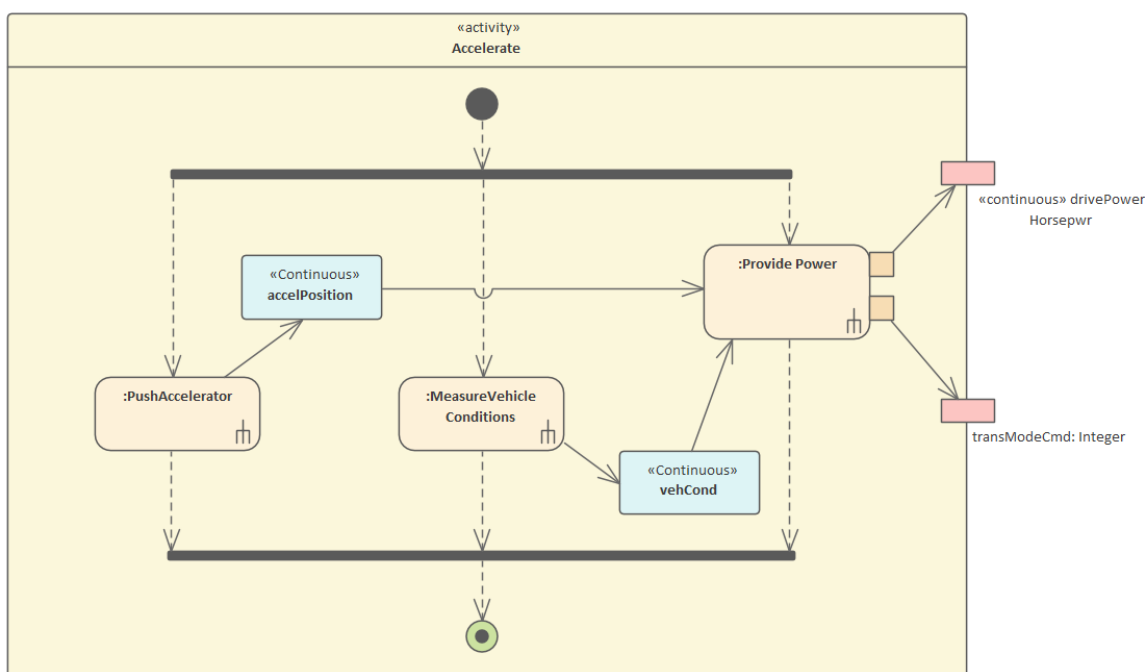 «activity»
Accelerate
«continuous» drivePower
Horsepwr
:Provide Power
«Continuous»
accelPosition
:PushAccelerator
:MeasureVehicle
Conditions
transModeCmd: Integer
«Continuous»
vehCond